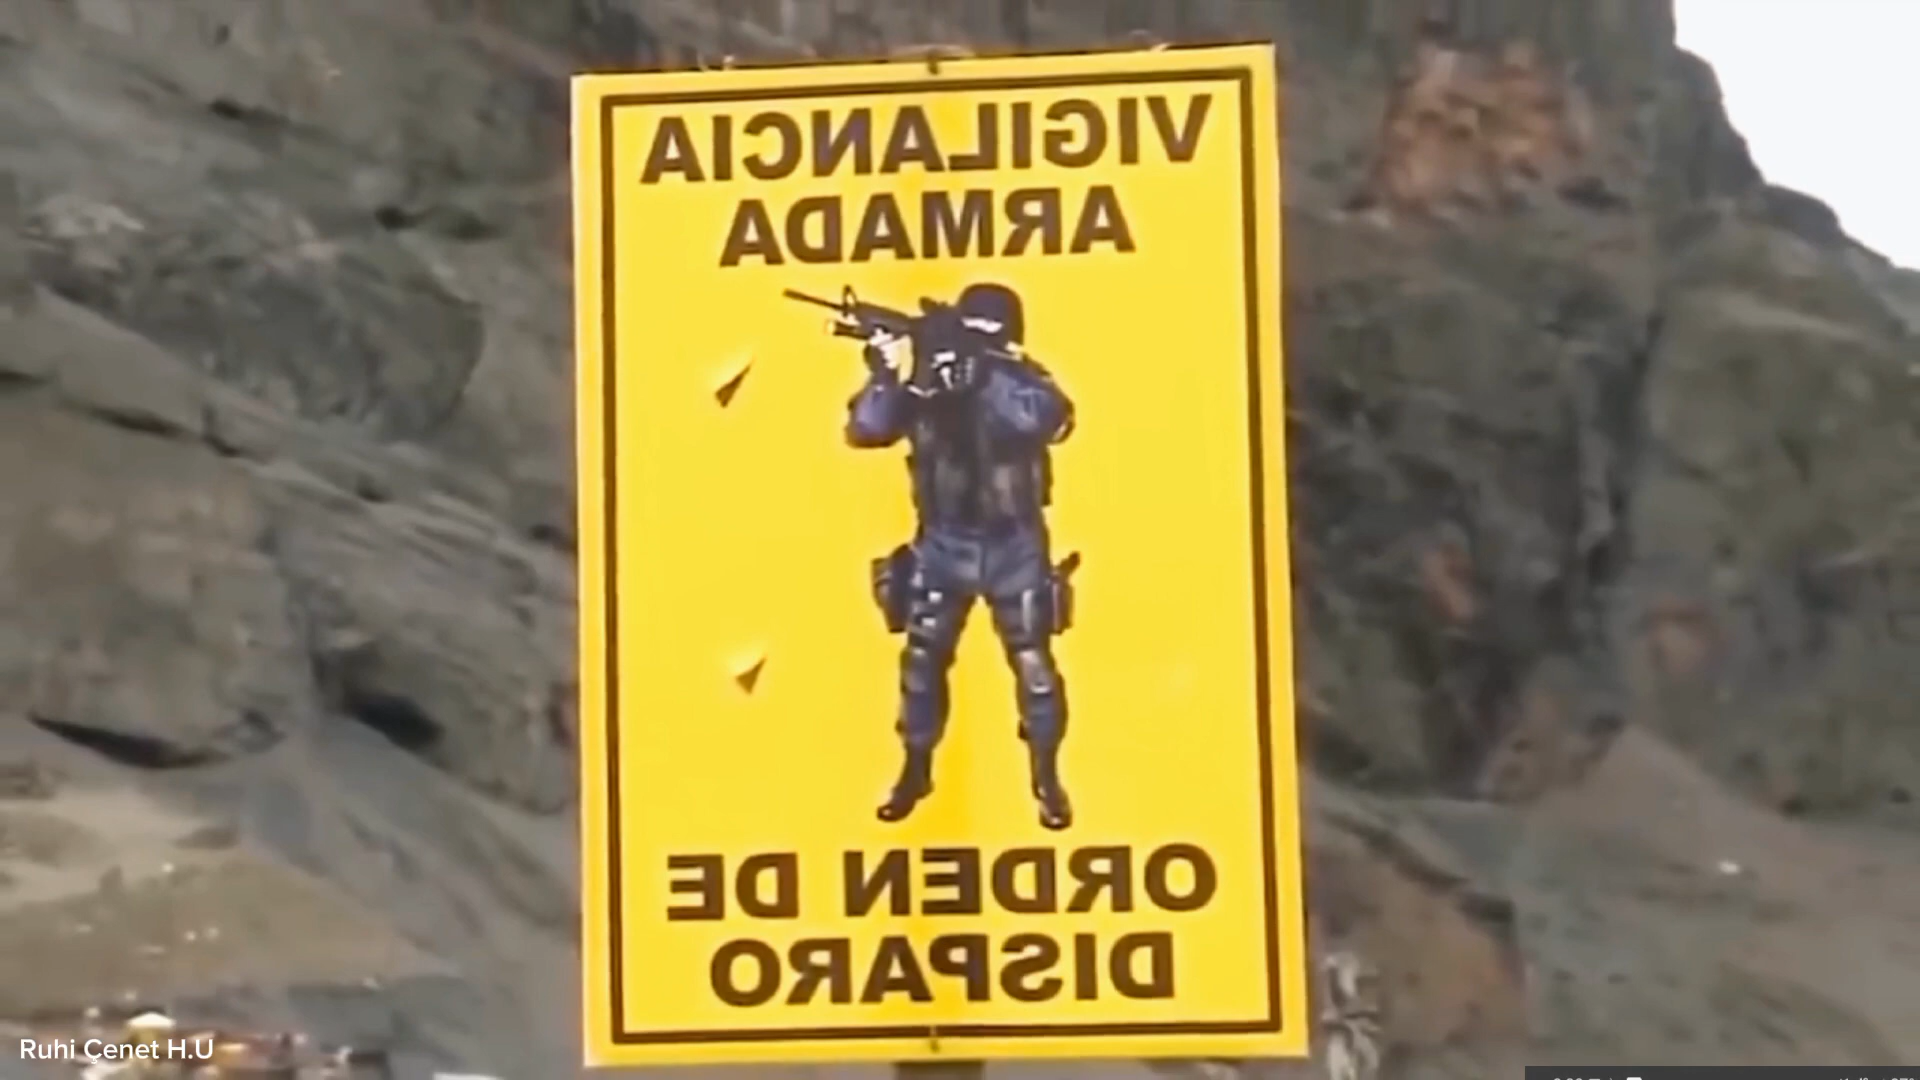 VIGILANCIA
ARMADA
ORDEN DE
DISPARO
Ruhi Çenet H.U